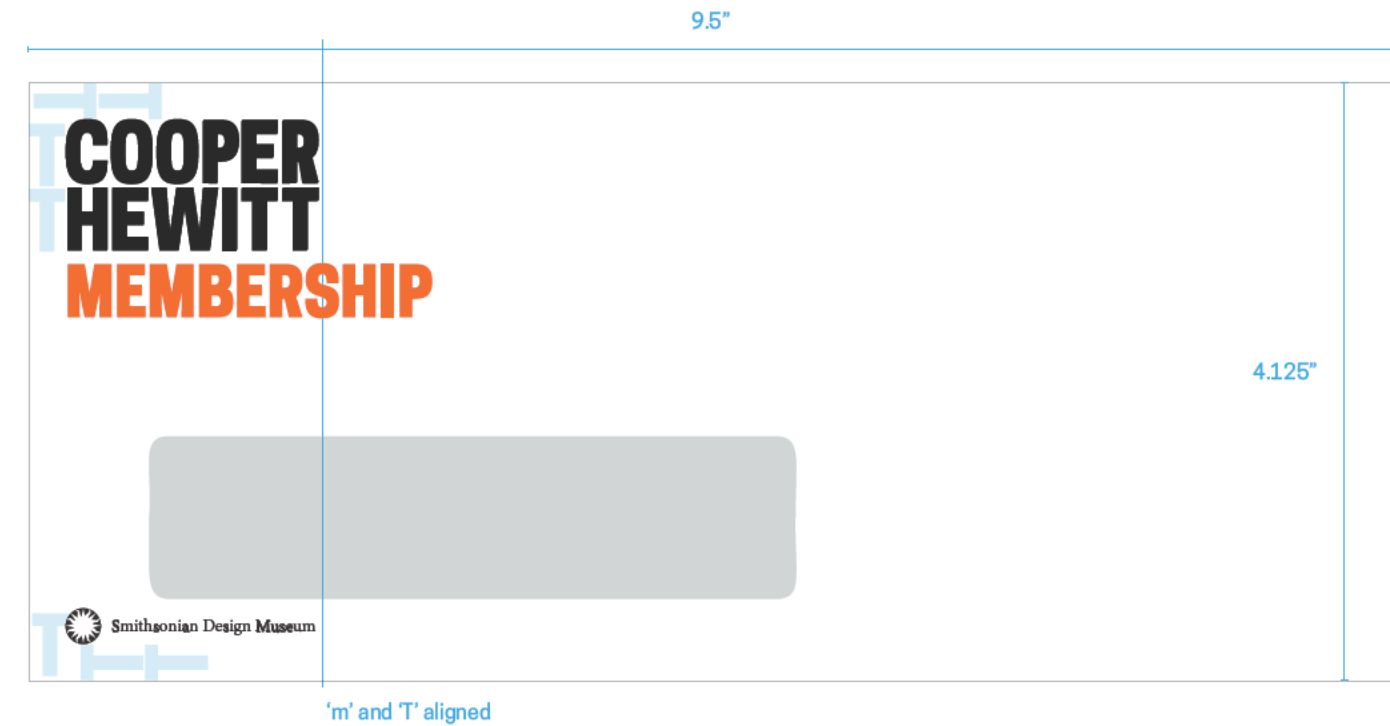 9.5”
COOPER
HEWITT
MEMBERSHIP
4.125”
Smithsonian Design Museum
‘m’ and ‘T’ aligned